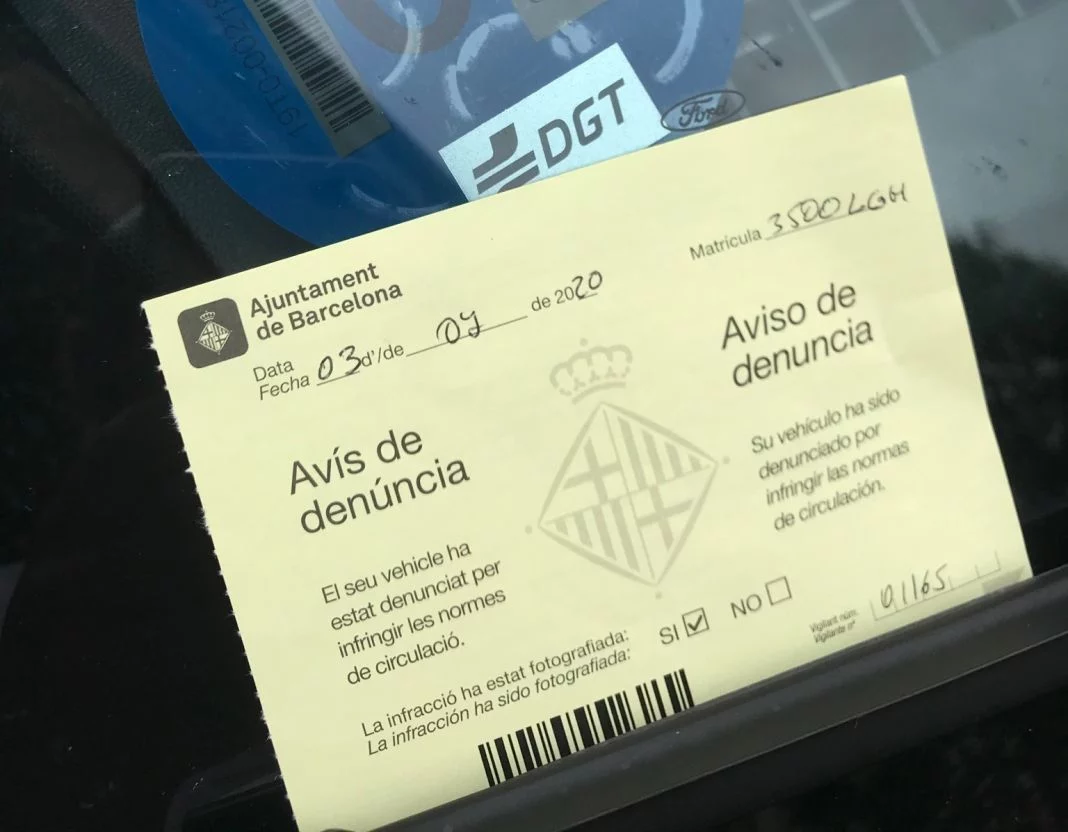 19T0-0021
DGT
Ford
Ajuntament
de Barcelona
Matrícula 3500 LGH
Data
Fecha 03 d'/de 07 de 2020
Avís de
denúncia
Aviso de
denuncia
El seu vehicle ha
estat denunciat per
infringir les normes
de circulació.
Su vehículo ha sido
denunciado por
infringir las normas
de circulación.
La infracció ha estat fotografiada:
La infracción ha sido fotografiada:
SI ☑ NO ☐
Vigilant núm.
Vigilante nº
01165